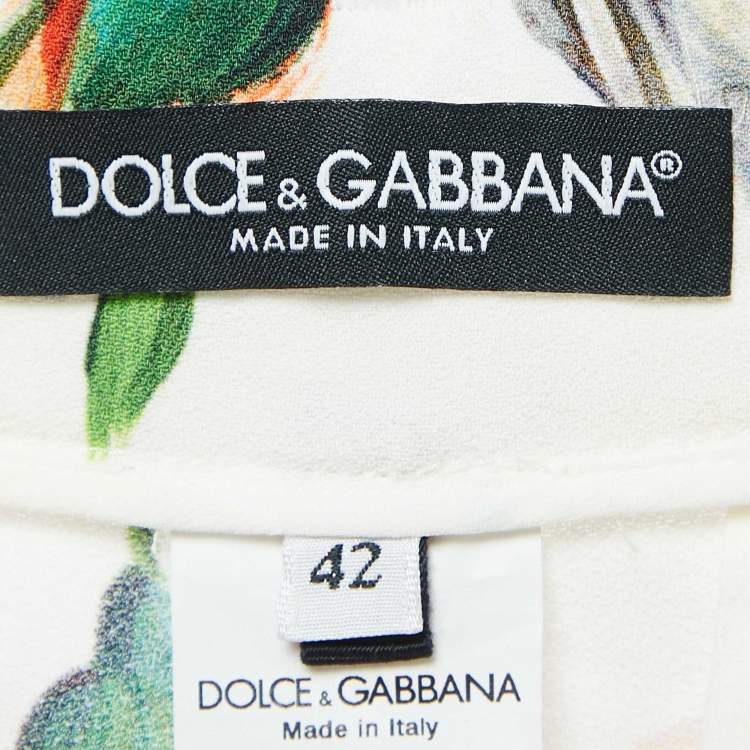 DOLCE & GABBANA®
MADE IN ITALY
42
DOLCE & GABBANA
Made in Italy